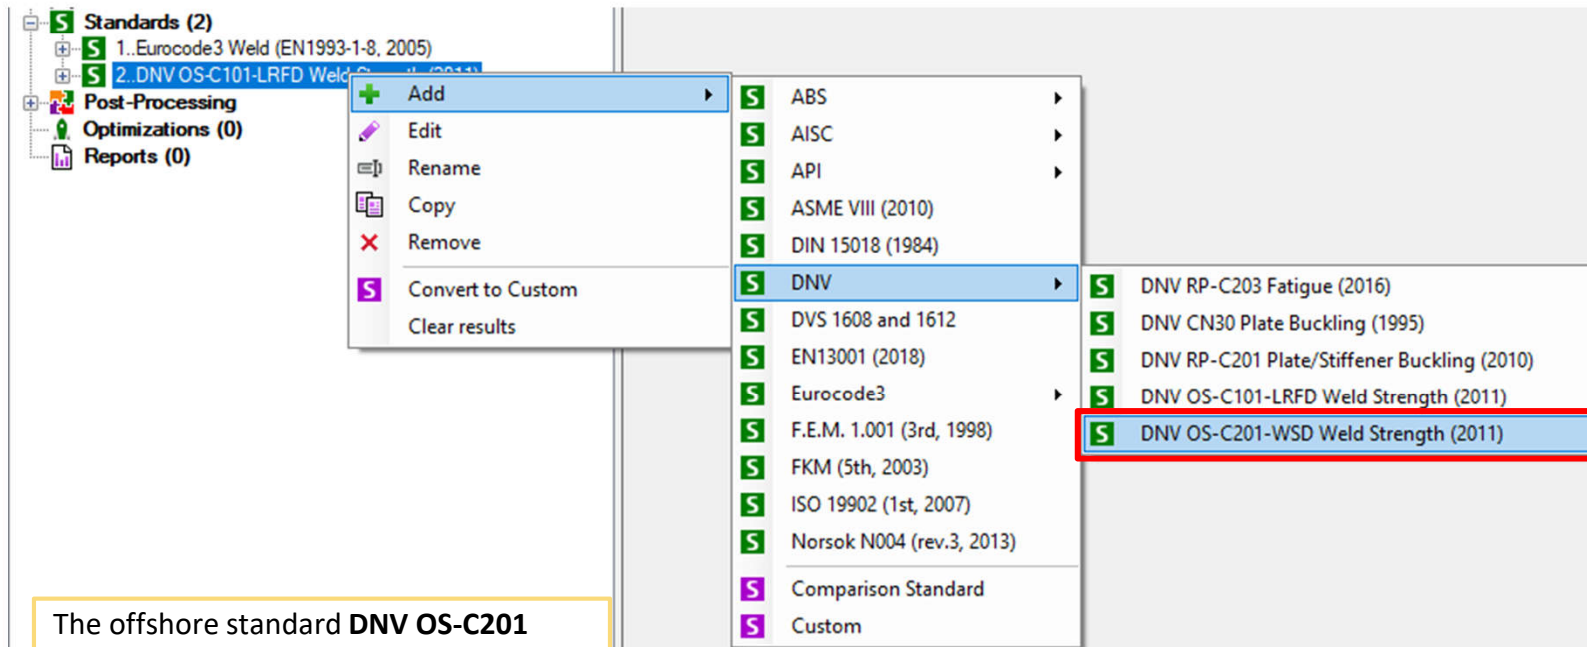 Standards (2)
1..Eurocode3 Weld (EN1993-1-8, 2005)
2..DNV OS-C101-LRFD Weld Strength (2011)
Post-Processing
Optimizations (0)
Reports (0)
Add
Edit
Rename
Copy
Remove
Convert to Custom
Clear results
ABS
AISC
API
ASME VIII (2010)
DIN 15018 (1984)
DNV
DVS 1608 and 1612
EN13001 (2018)
Eurocode3
F.E.M. 1.001 (3rd, 1998)
FKM (5th, 2003)
ISO 19902 (1st, 2007)
Norsok N004 (rev.3, 2013)
Comparison Standard
Custom
DNV RP-C203 Fatigue (2016)
DNV CN30 Plate Buckling (1995)
DNV RP-C201 Plate/Stiffener Buckling (2010)
DNV OS-C101-LRFD Weld Strength (2011)
DNV OS-C201-WSD Weld Strength (2011)
The offshore standard DNV OS-C201